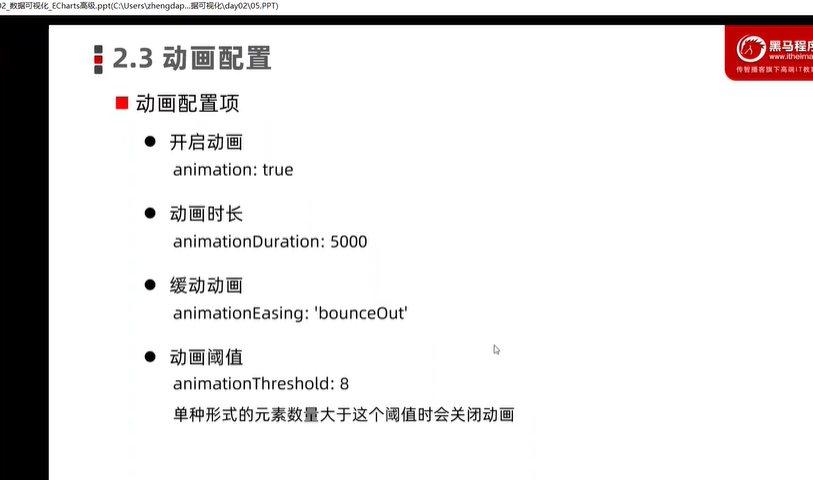 02_数据可视化_ECharts高级.ppt(C:\Users\zhengdap...据可视化\day02\05.PPT)
2.3 动画配置
黑马程序
www.itheima
传智播客旗下高端IT教
动画配置项
开启动画
animation: true
动画时长
animationDuration: 5000
缓动动画
animationEasing: 'bounceOut'
动画阈值
animationThreshold: 8
单种形式的元素数量大于这个阈值时会关闭动画